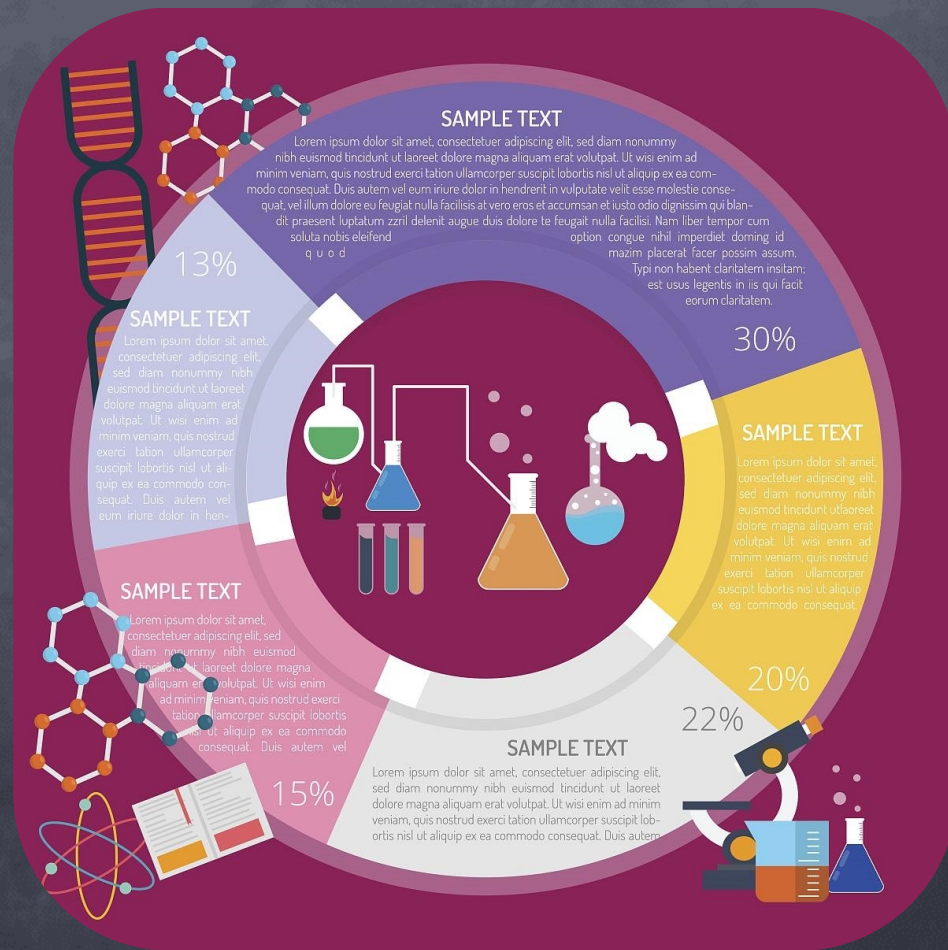 SAMPLE TEXT
Lorem ipsum dolor sit amet, consectetuer adipiscing elit, sed diam nonummy
nibh euismod tincidunt ut laoreet dolore magna aliquam erat volutpat. Ut wisi enim ad
minim veniam, quis nostrud exerci tation ullamcorper suscipit lobortis nisl ut aliquip ex ea com-
modo consequat. Duis autem vel eum iriure dolor in hendrerit in vulputate velit esse molestie conse-
quat, vel illum dolore eu feugiat nulla facilisis at vero eros et accumsan et iusto odio dignissim qui blan-
dit praesent luptatum zzril delenit augue duis dolore te feugait nulla facilisi. Nam liber tempor cum
soluta nobis eleifend option congue nihil imperdiet doming id
quod mazim placerat facer possim assum.
Typi non habent claritatem insitam;
est usus legentis in iis qui facit
eorum claritatem.
30%
13%
SAMPLE TEXT
Lorem ipsum dolor sit amet,
consectetuer adipiscing elit,
sed diam nonummy nibh
euismod tincidunt ut laoreet
dolore magna aliquam erat
volutpat. Ut wisi enim ad
minim veniam, quis nostrud
exerci tation ullamcorper
suscipit lobortis nisl ut ali-
quip ex ea commodo con-
sequat. Duis autem vel
eum iriure dolor in hen-
SAMPLE TEXT
Lorem ipsum dolor sit amet,
consectetuer adipiscing elit,
sed diam nonummy nibh
euismod tincidunt utlaoreet
dolore magna aliquam erat
volutpat. Ut wisi enim ad
minim veniam, quis nostrud
exerci tation ullamcorper
suscipit lobortis nisl ut aliquip
ex ea commodo consequat.
20%
SAMPLE TEXT
Lorem ipsum dolor sit amet,
consectetuer adipiscing elit, sed
diam nonummy nibh euismod
ut laoreet dolore magna
aliquam volutpat. Ut wisi enim
ad minim veniam, quis nostrud exerci
tation suscipit lobortis
ut aliquip ex ea commodo
consequat. Duis autem vel
15%
22%
SAMPLE TEXT
Lorem ipsum dolor sit amet, consectetuer adipiscing elit,
sed diam nonummy nibh euismod tincidunt ut laoreet
dolore magna aliquam erat volutpat. Ut wisi enim ad minim
veniam, quis nostrud exerci tation ullamcorper suscipit lob-
ortis nisl ut aliquip ex ea commodo consequat. Duis autem